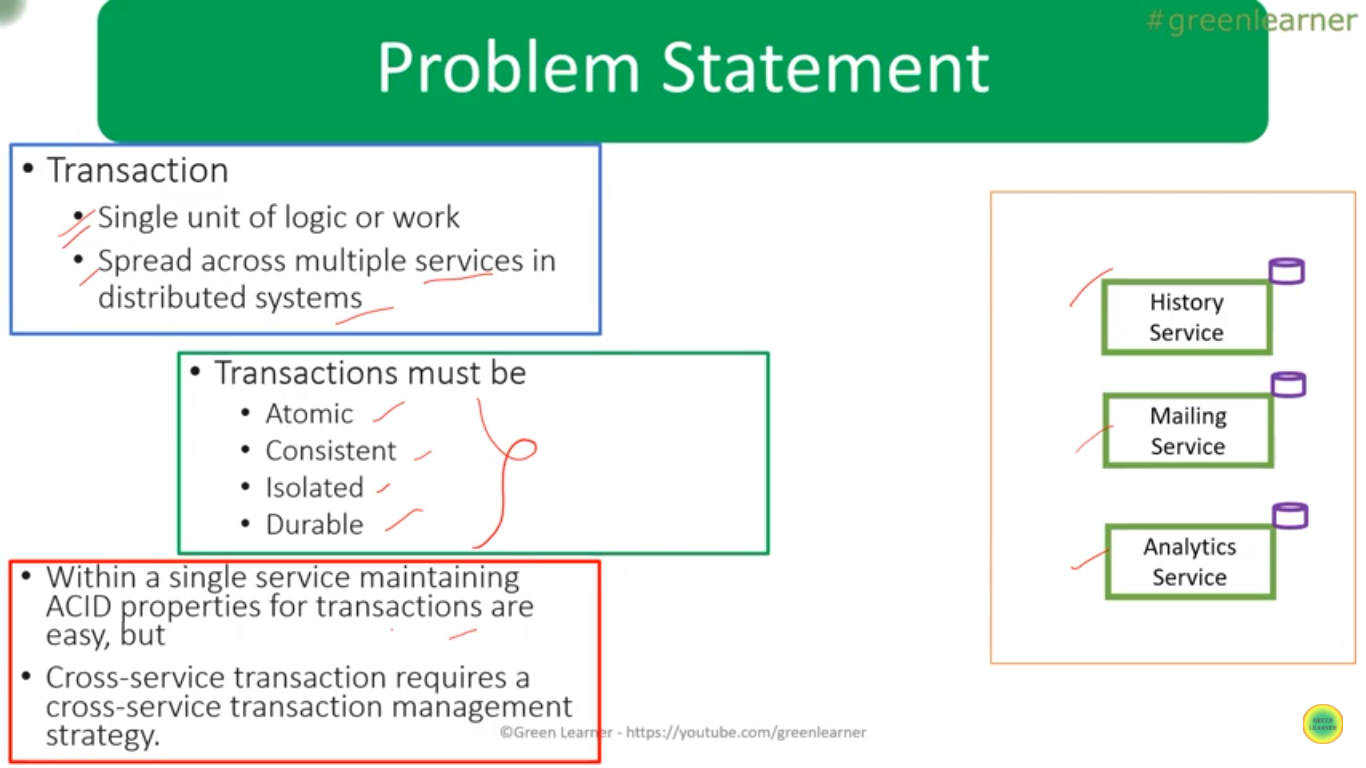 #greenlearner
Problem Statement
• Transaction
• Single unit of logic or work
• Spread across multiple services in
distributed systems
• Transactions must be
• Atomic
• Consistent
• Isolated
• Durable
• Within a single service maintaining
ACID properties for transactions are
easy, but
• Cross-service transaction requires a
cross-service transaction management
strategy.
History
Service
Mailing
Service
Analytics
Service
©Green Learner - https://youtube.com/greenlearner
GREEN
LEARNER